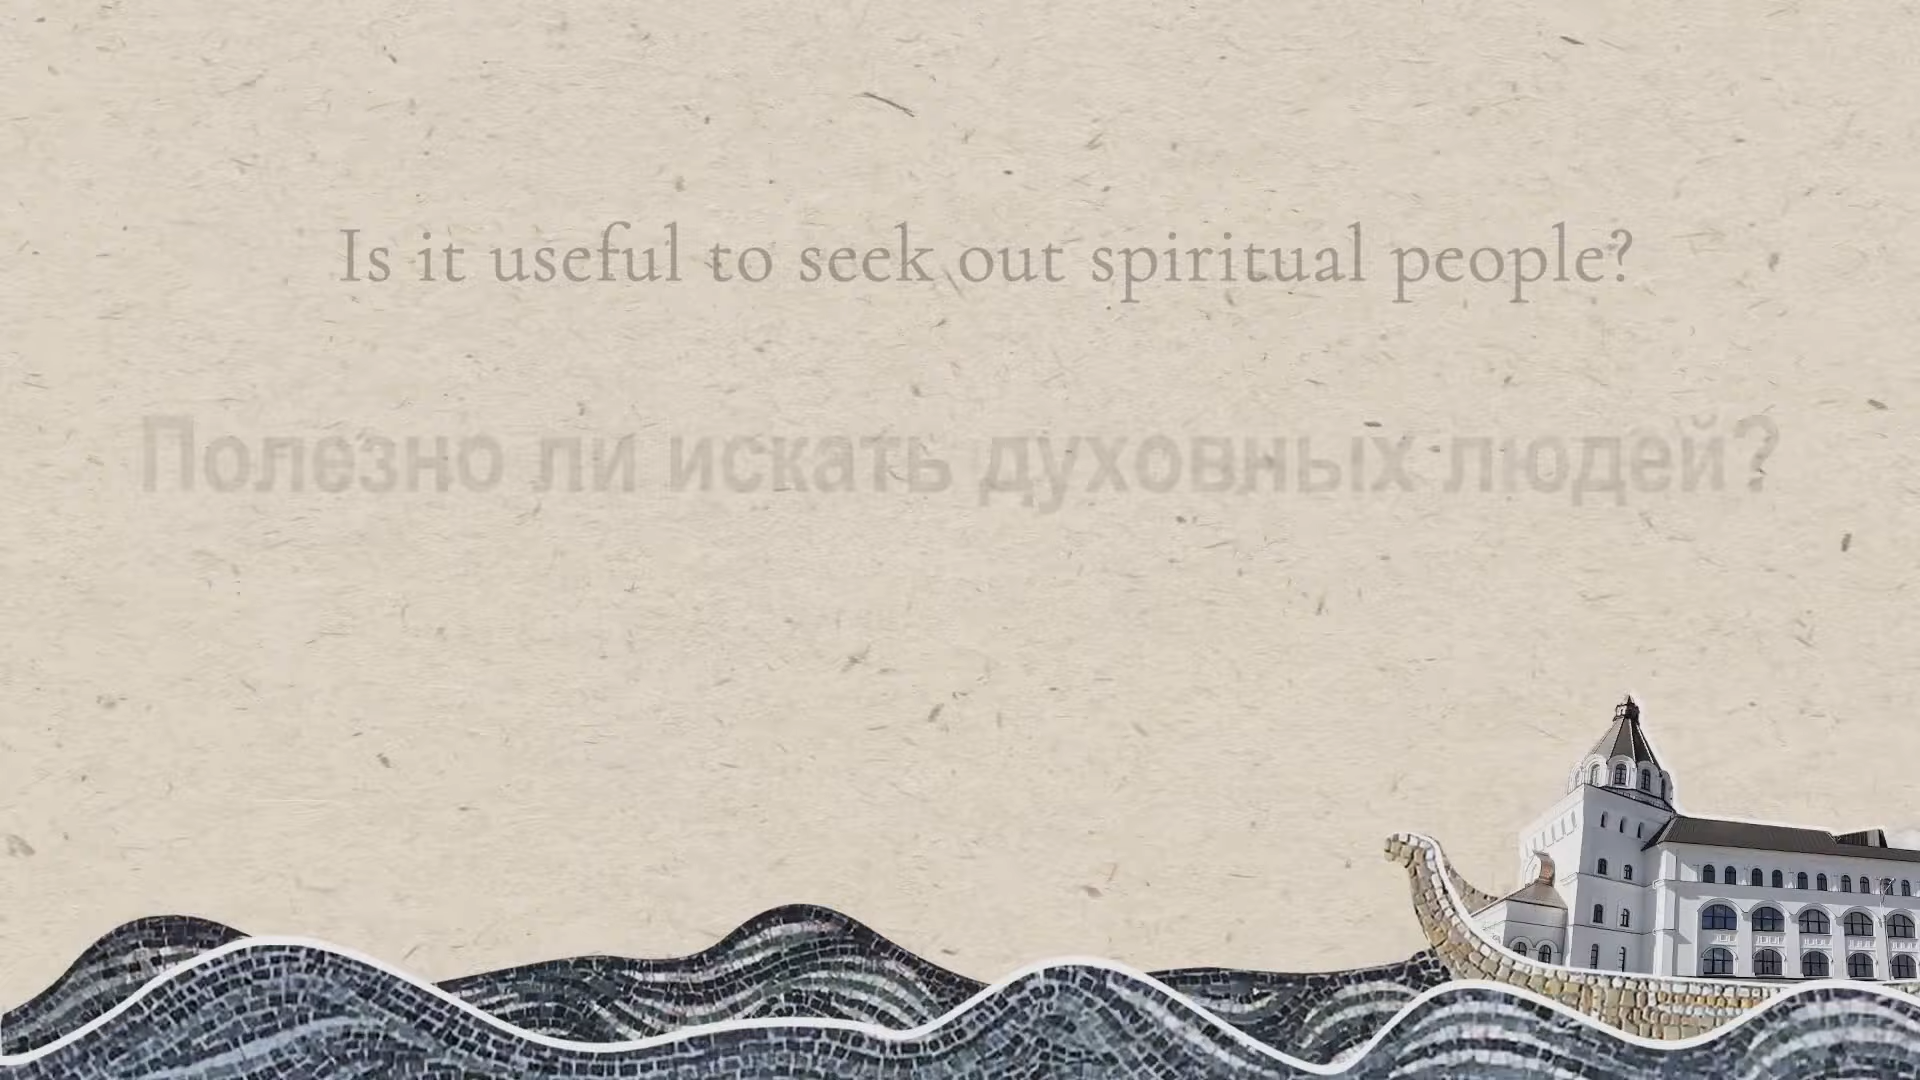 Is it useful to seek out spiritual people?
Полезно ли искать духовных людей?